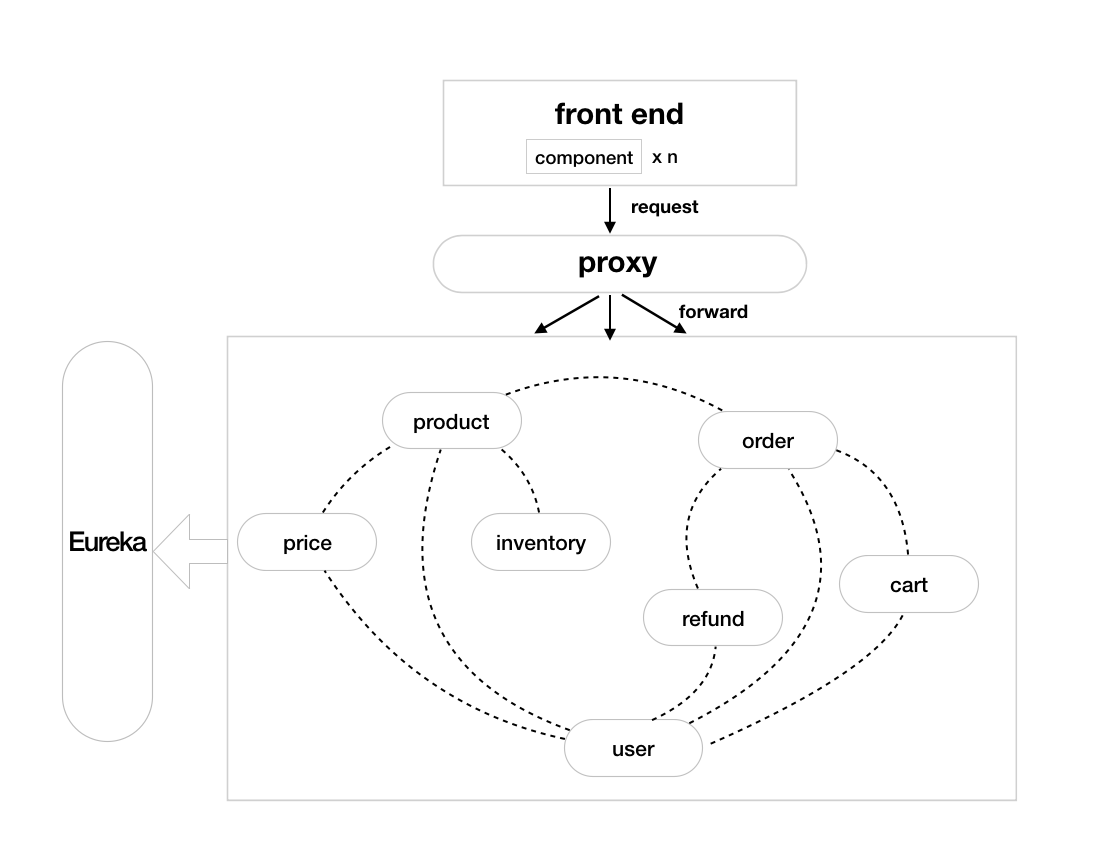 front end
component x n
request
proxy
forward
product
order
Eureka
price
inventory
cart
refund
user